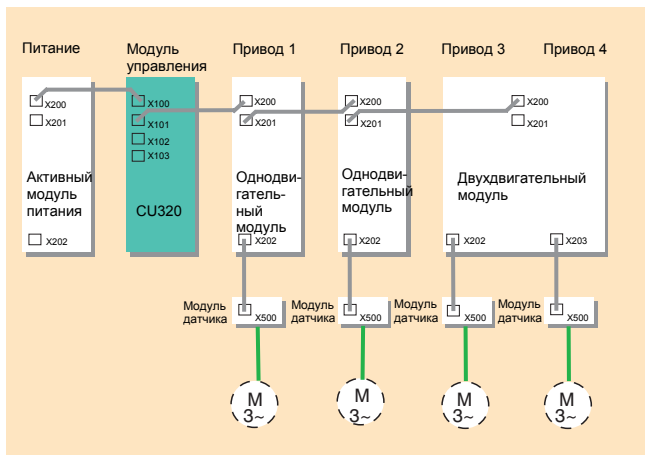 Питание
Модуль
управления
Привод 1
Привод 2
Привод 3
Привод 4
X200
X201
Активный
модуль
питания
X202
X100
X101
X102
X103
CU320
X200
X201
Однодви-
гатель-
ный
модуль
X202
X200
X201
Однодви-
гательный
модуль
X202
X200
X201
Двухдвигательный
модуль
X202
X203
Модуль
датчика
X500
Модуль
датчика
X500
Модуль
датчика
X500
Модуль
датчика
X500
M
3~
M
3~
M
3~
M
3~